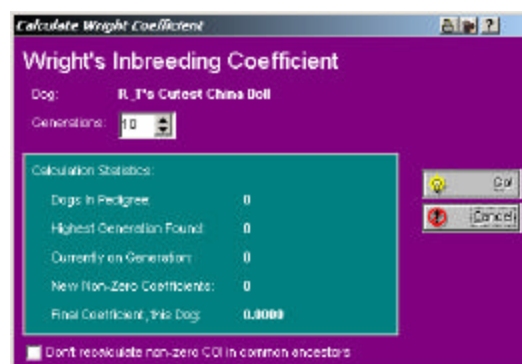 Calculate Wright Coefficient
Wright's Inbreeding Coefficient
Dog: R_T's Cutest China Doll
Generations: 10
Calculation Statistics:
Dogs In Pedigree: 0
Highest Generation Found: 0
Currently on Generation: 0
New Non-Zero Coefficients: 0
Final Coefficient, this Dog: 0.0000
Go!
Cancel
Don't recalculate non-zero COI in common ancestors